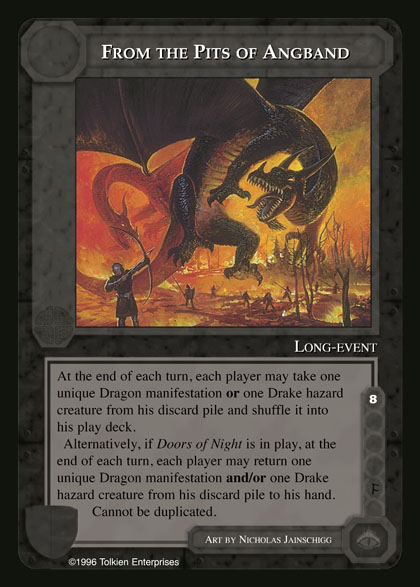 From the Pits of Angband
Long-event
At the end of each turn, each player may take one
unique Dragon manifestation or one Drake hazard
creature from his discard pile and shuffle it into
his play deck.
Alternatively, if Doors of Night is in play, at the
end of each turn, each player may return one
unique Dragon manifestation and/or one Drake
hazard creature from his discard pile to his hand.
Cannot be duplicated.
8
F
Art by Nicholas Jainschigg
©1996 Tolkien Enterprises